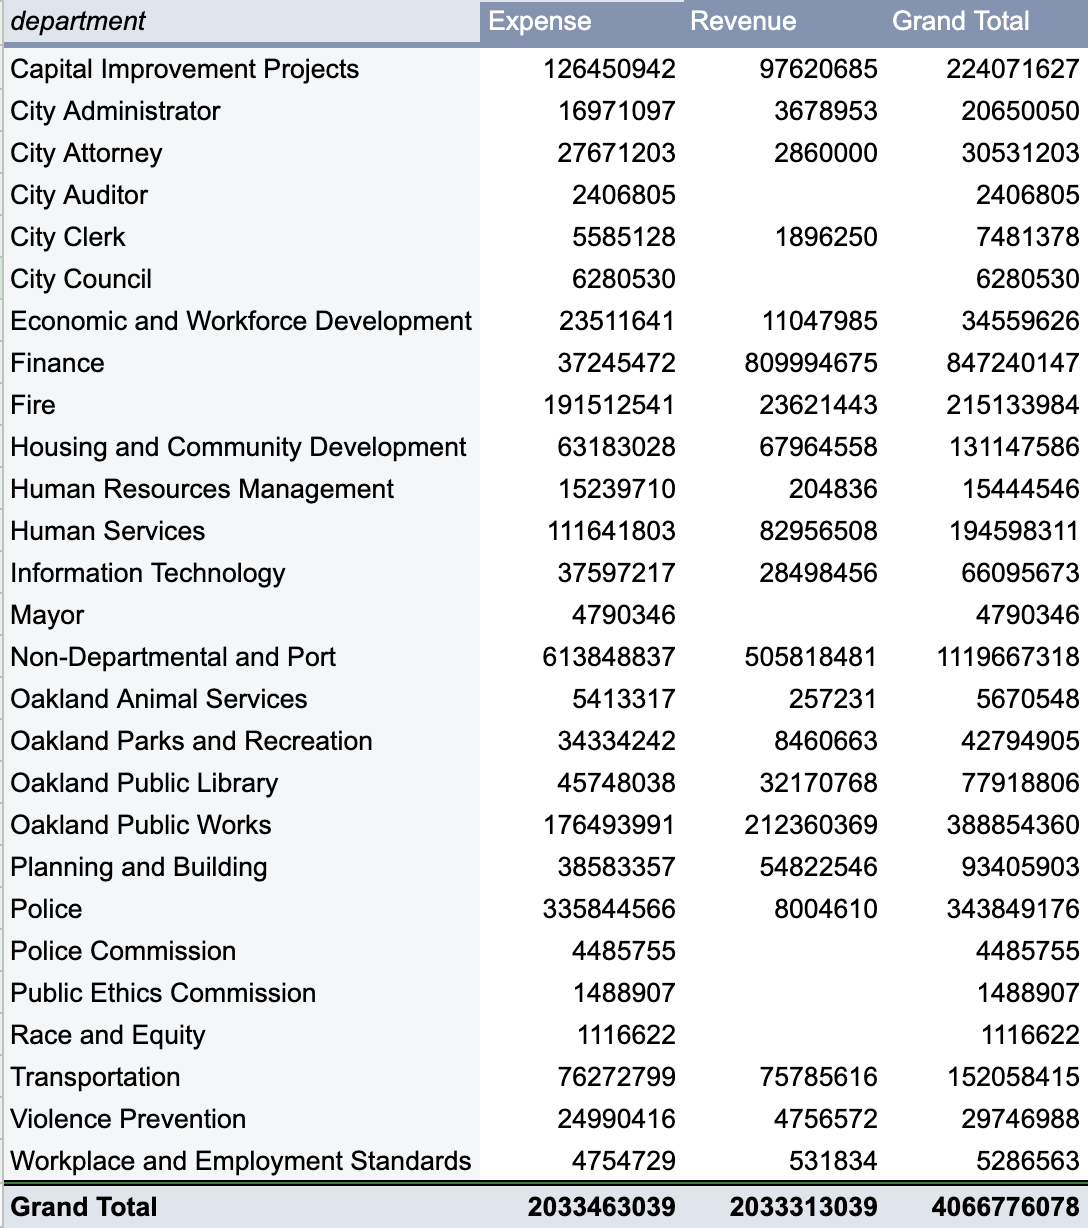 department Expense Revenue Grand Total
Capital Improvement Projects 126450942 97620685 224071627
City Administrator 16971097 3678953 20650050
City Attorney 27671203 2860000 30531203
City Auditor 2406805 2406805
City Clerk 5585128 1896250 7481378
City Council 6280530 6280530
Economic and Workforce Development 23511641 11047985 34559626
Finance 37245472 809994675 847240147
Fire 191512541 23621443 215133984
Housing and Community Development 63183028 67964558 131147586
Human Resources Management 15239710 204836 15444546
Human Services 111641803 82956508 194598311
Information Technology 37597217 28498456 66095673
Mayor 4790346 4790346
Non-Departmental and Port 613848837 505818481 1119667318
Oakland Animal Services 5413317 257231 5670548
Oakland Parks and Recreation 34334242 8460663 42794905
Oakland Public Library 45748038 32170768 77918806
Oakland Public Works 176493991 212360369 388854360
Planning and Building 38583357 54822546 93405903
Police 335844566 8004610 343849176
Police Commission 4485755 4485755
Public Ethics Commission 1488907 1488907
Race and Equity 1116622 1116622
Transportation 76272799 75785616 152058415
Violence Prevention 24990416 4756572 29746988
Workplace and Employment Standards 4754729 531834 5286563
Grand Total 2033463039 2033313039 4066776078